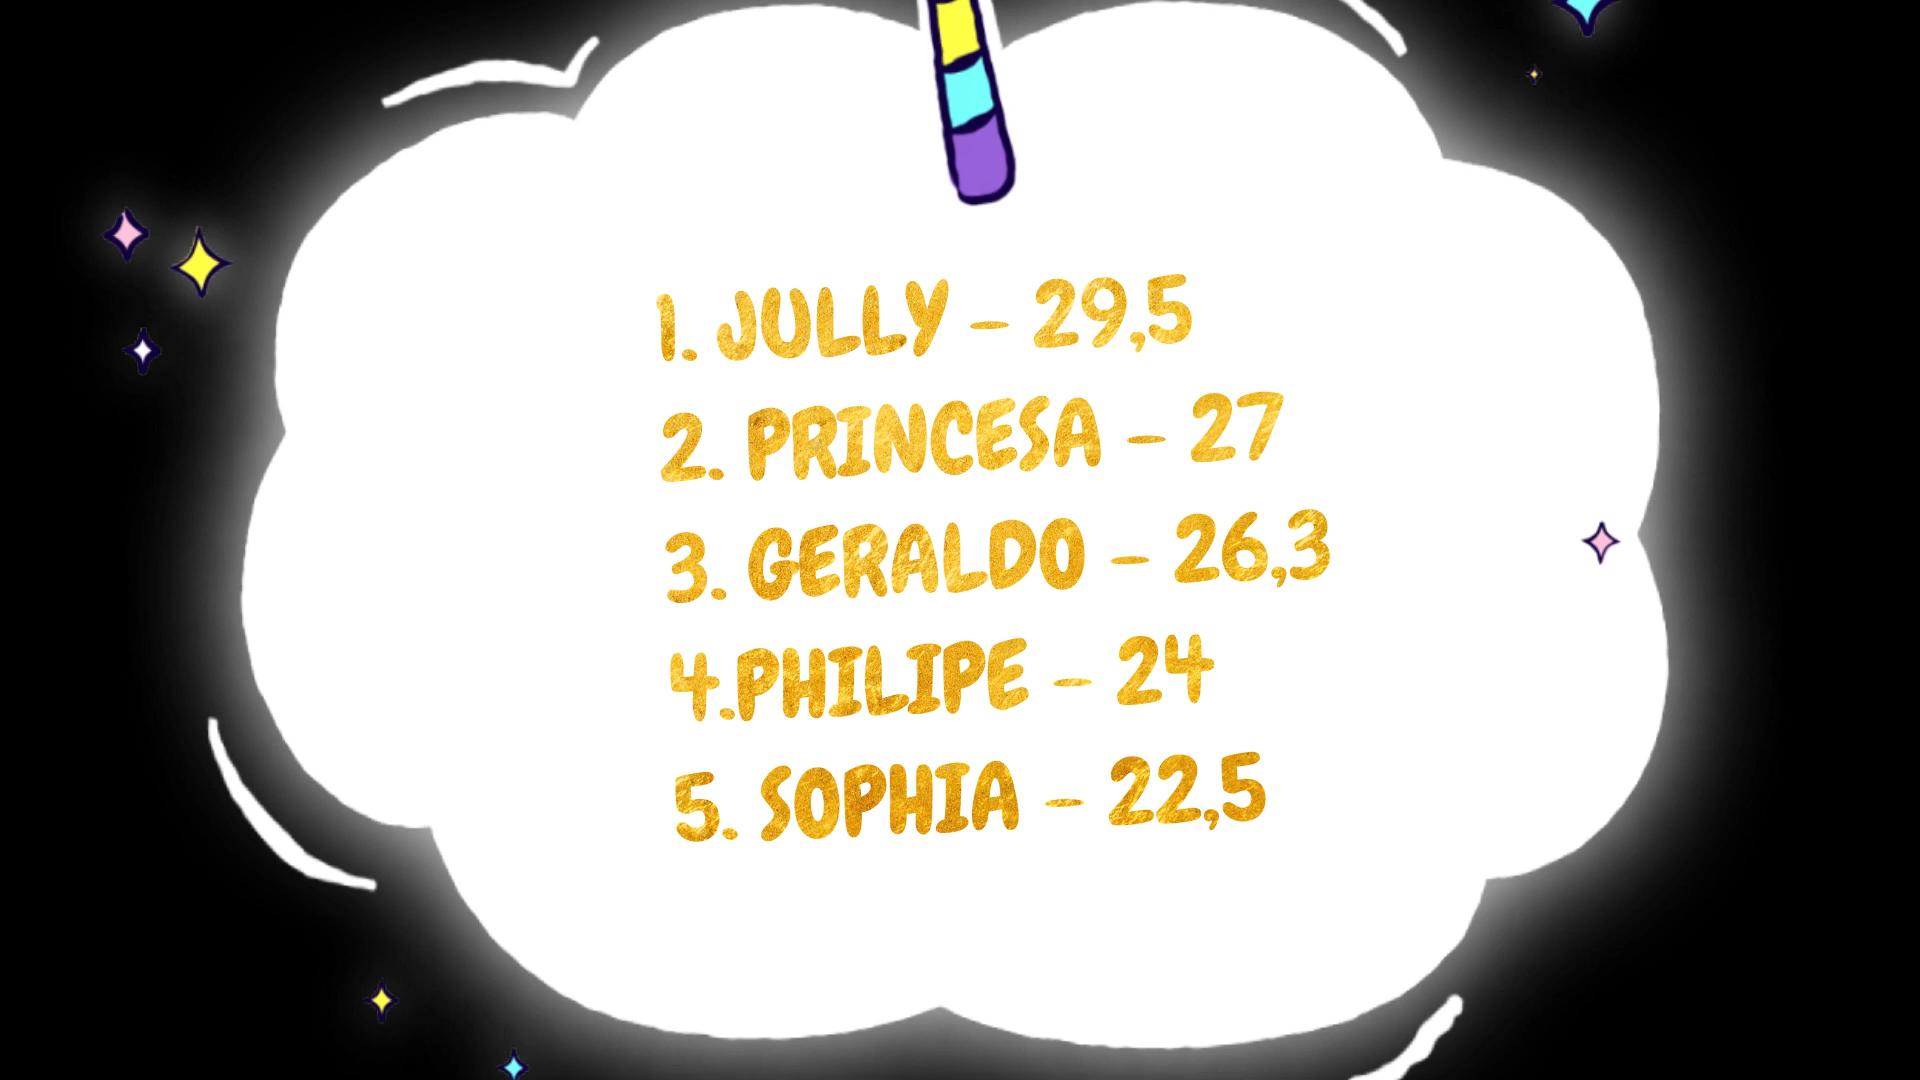 1. JULLY – 29,5
2. PRINCESA – 27
3. GERALDO – 26,3
4.PHILIPE – 24
5. SOPHIA – 22,5